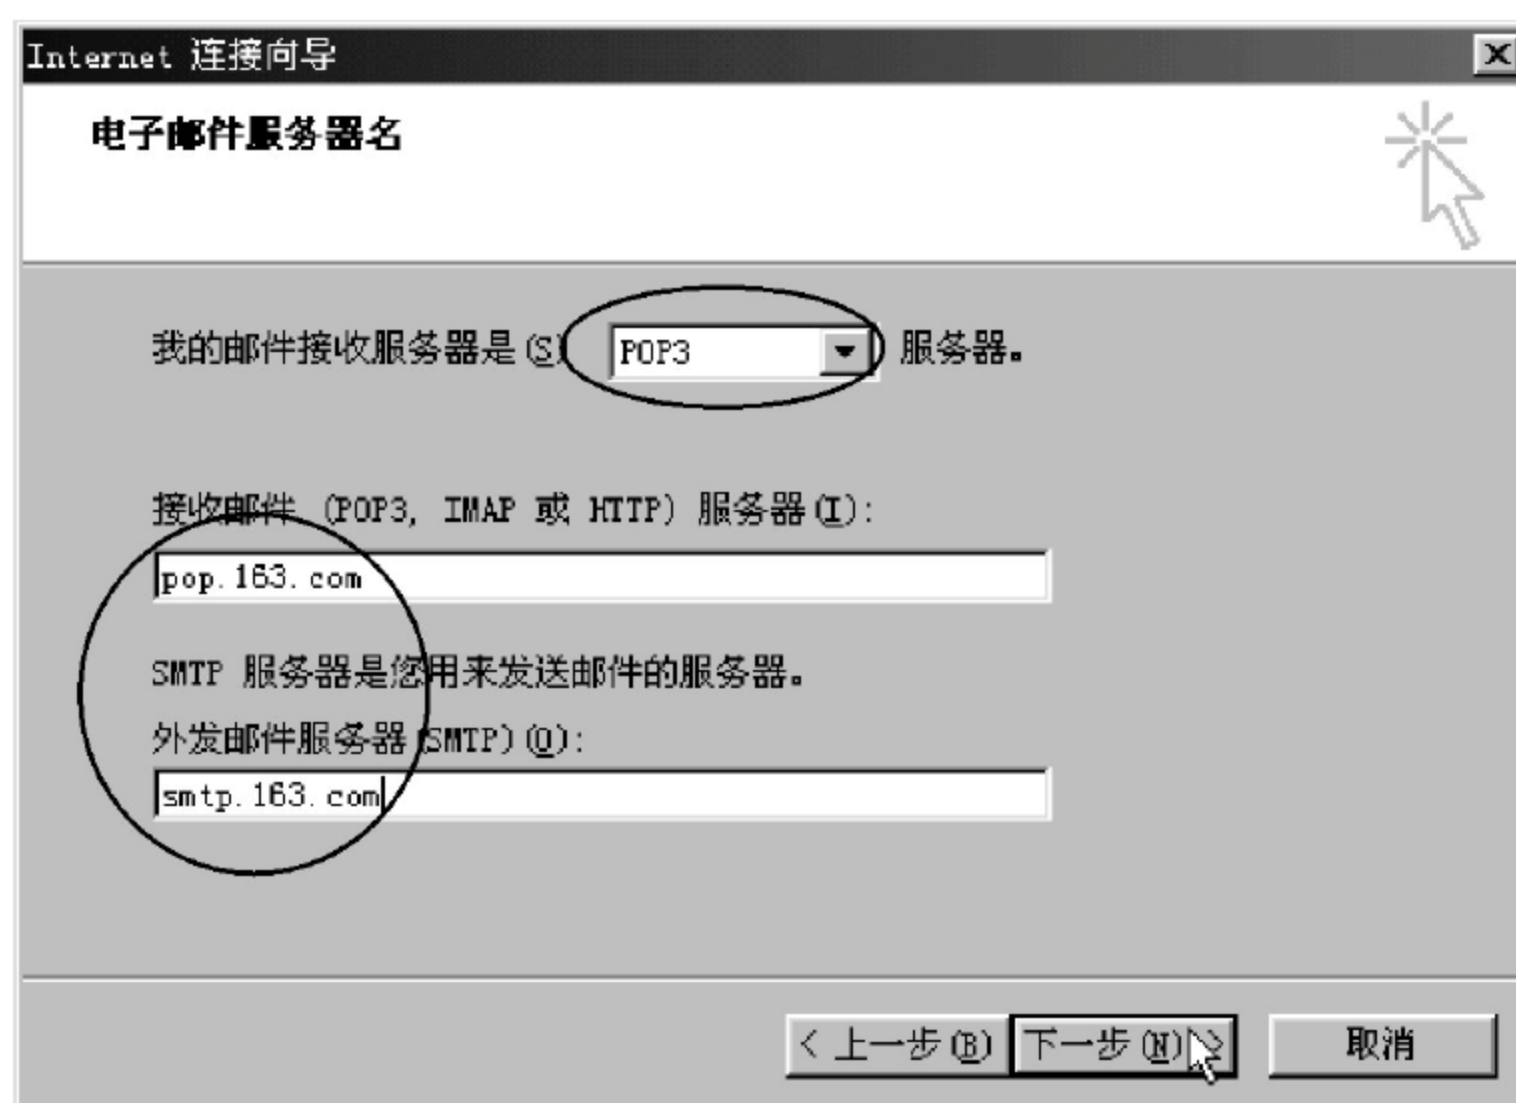 Internet 连接向导
电子邮件服务器名
我的邮件接收服务器是(S) POP3 服务器。
接收邮件 (POP3, IMAP 或 HTTP) 服务器(I):
pop.163.com
SMTP 服务器是您用来发送邮件的服务器。
外发邮件服务器(SMTP)(O):
smtp.163.com
< 上一步(B) 下一步(N) > 取消